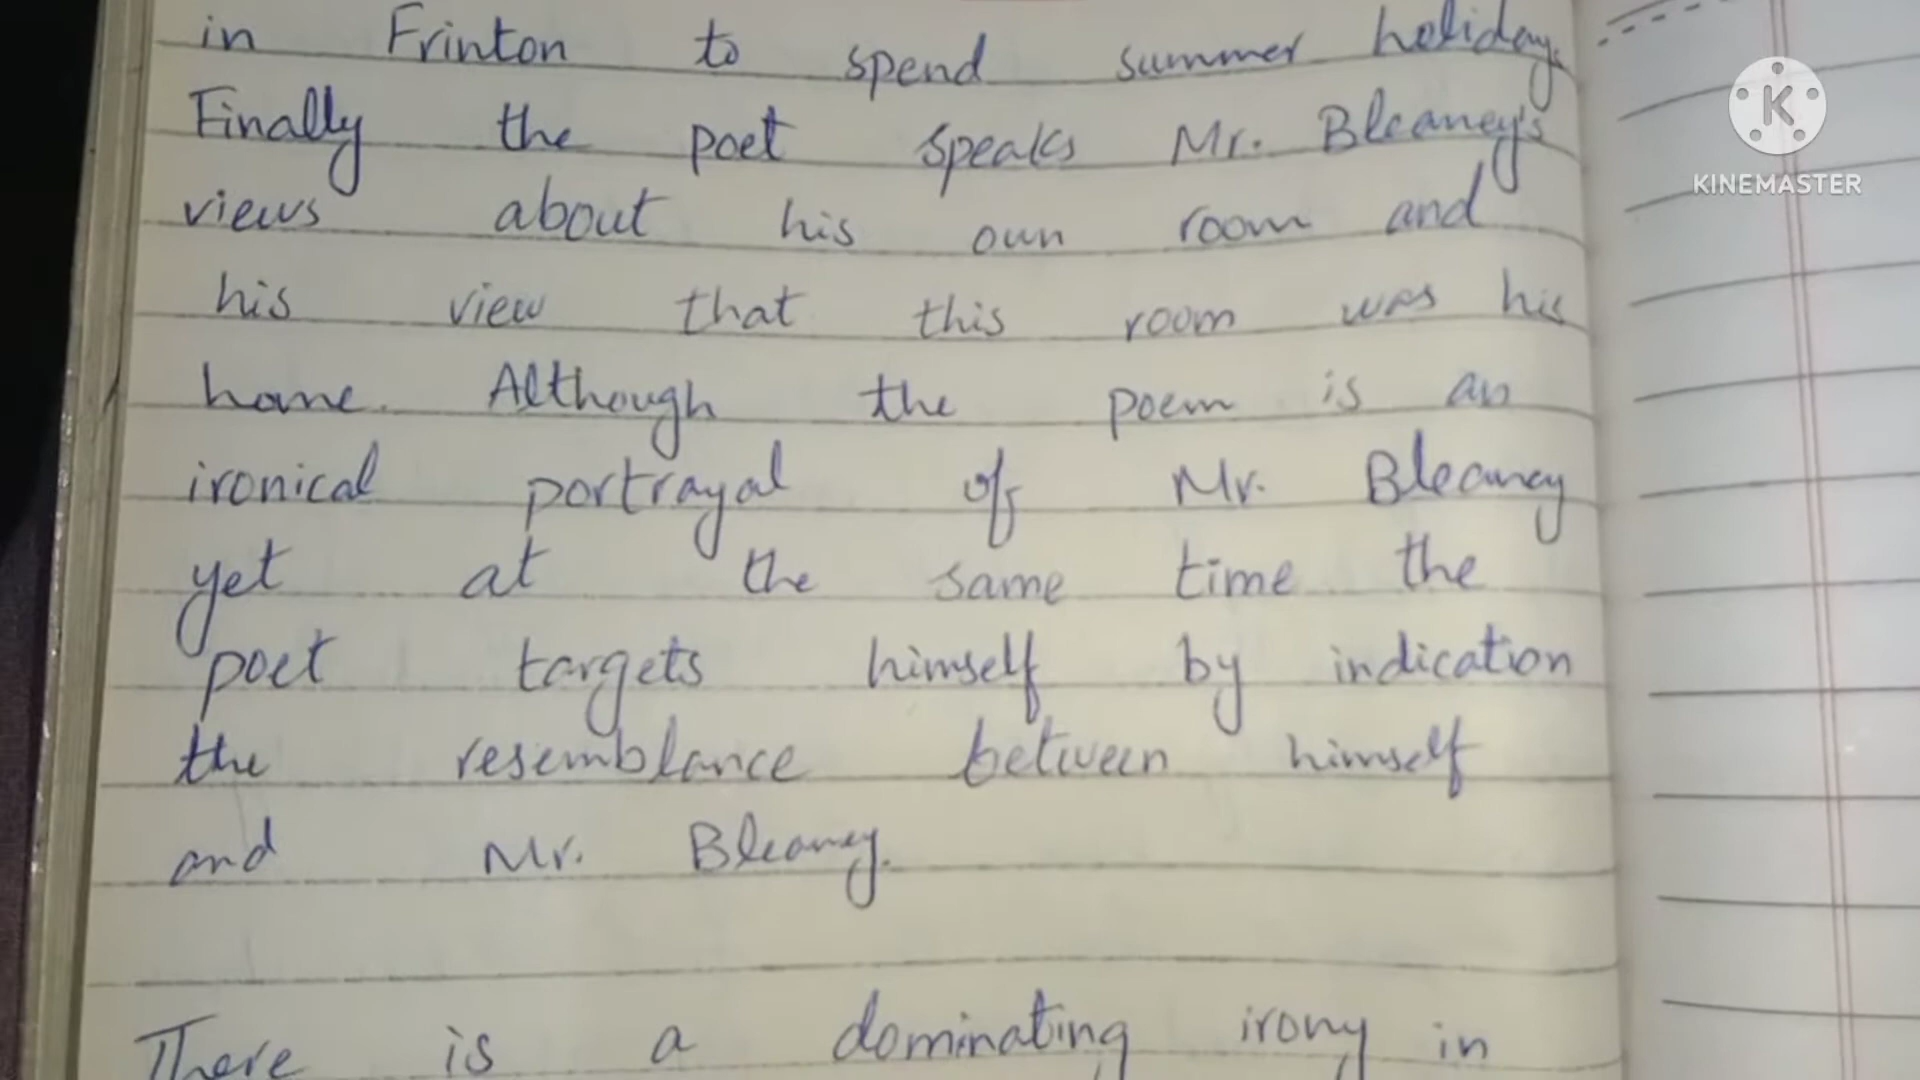 in Frinton to spend summer holiday.
Finally the poet speaks Mr. Bleaney's
views about his own room and
his view that this room was his
home. Although the poem is an
ironical portrayal of Mr. Bleaney
yet at the same time the
poet targets himself by indication
the resemblance between himself
and Mr. Bleaney.
There is a dominating irony in
K
KINEMASTER